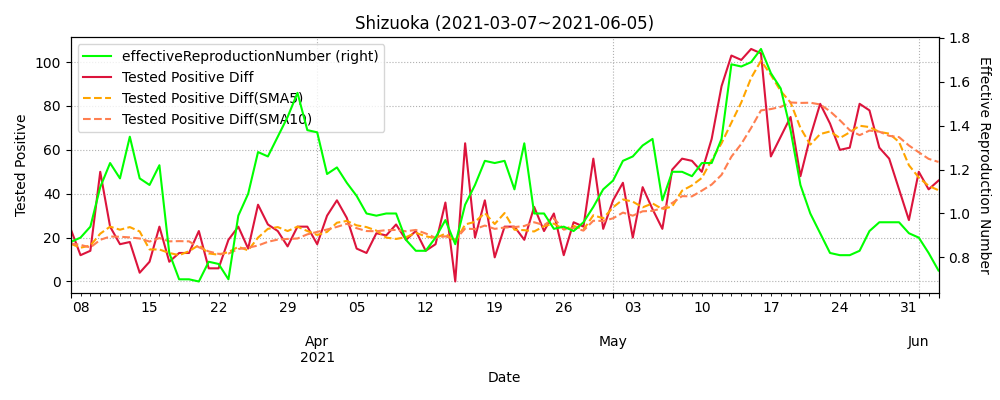 Shizuoka (2021-03-07~2021-06-05)
effectiveReproductionNumber (right)
Tested Positive Diff
Tested Positive Diff(SMA5)
Tested Positive Diff(SMA10)
Tested Positive
100
80
60
40
20
0
1.8
1.6
1.4
1.2
1.0
0.8
Effective Reproduction Number
08 15 22 29 05 12 19 26 03 10 17 24 31
Apr May Jun
2021
Date